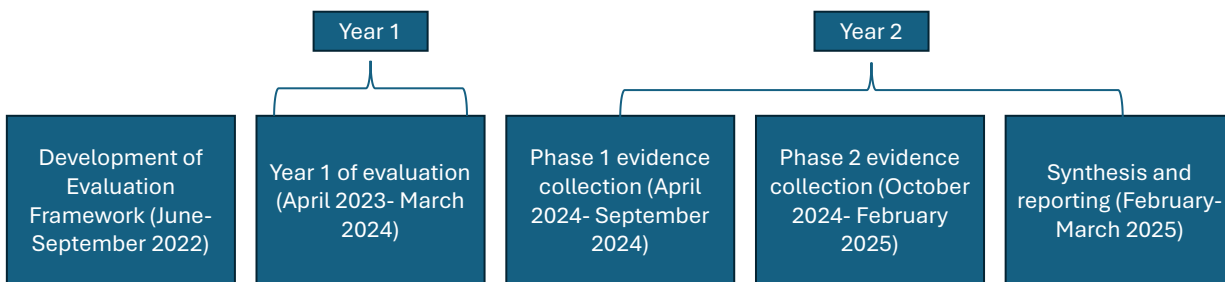 Year 1
Year 2
Development of
Evaluation
Framework (June-
September 2022)
Year 1 of evaluation
(April 2023- March
2024)
Phase 1 evidence
collection (April
2024- September
2024)
Phase 2 evidence
collection (October
2024- February
2025)
Synthesis and
reporting (February-
March 2025)